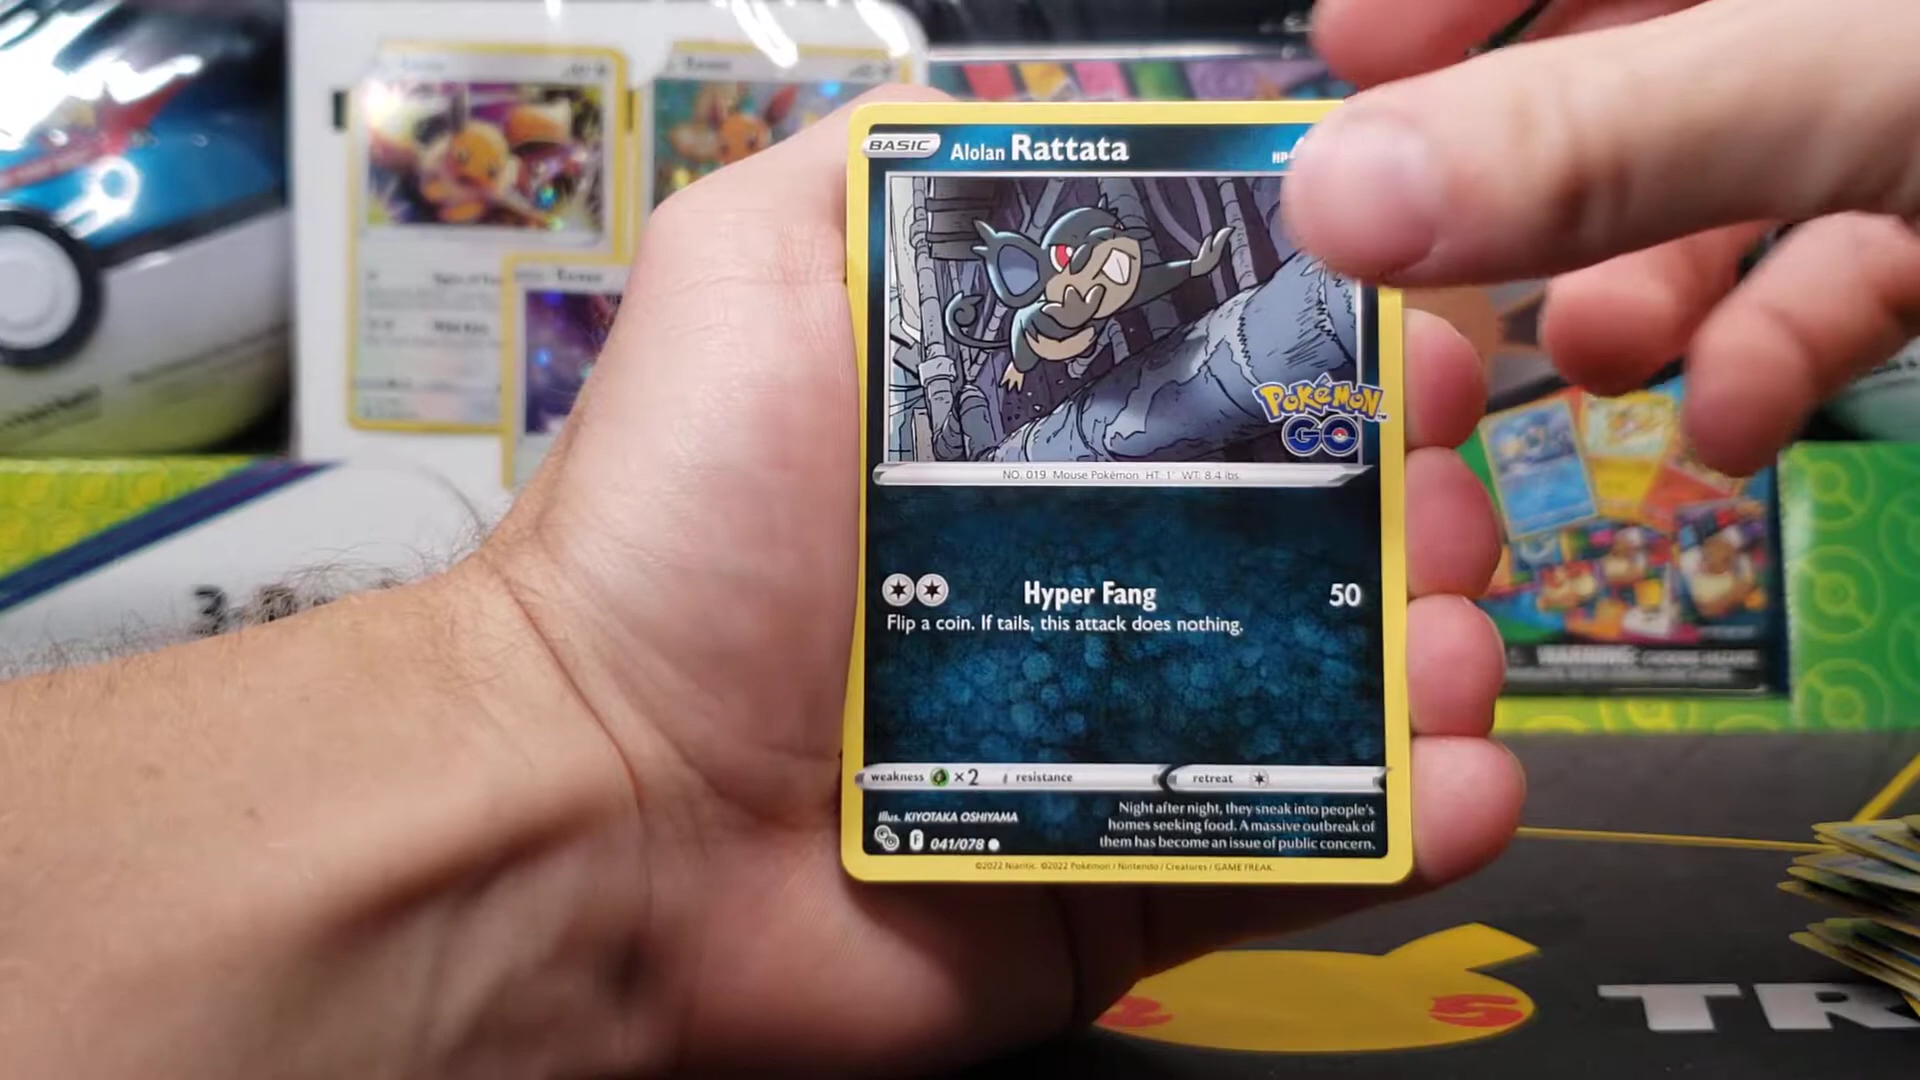 BASIC Alolan Rattata HP
POKÉMON
GO
NO. 019 Mouse Pokémon HT: 1' WT: 8.4 lbs.
Hyper Fang 50
Flip a coin. If tails, this attack does nothing.
weakness ×2 resistance retreat
Illus. KIYOTAKA OSHIYAMA
Night after night, they sneak into people's
homes seeking food. A massive outbreak of
them has become an issue of public concern.
F 041/078
©2022 Niantic. ©2022 Pokémon / Nintendo / Creatures / GAME FREAK.
WARNING:
TR